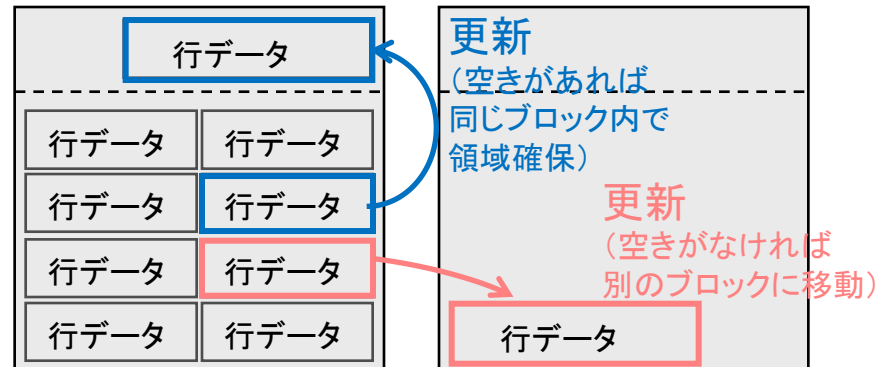 行データ
行データ 行データ
行データ 行データ
行データ 行データ
行データ 行データ
更新
（空きがあれば
同じブロック内で
領域確保）
更新
（空きがなければ
別のブロックに移動）
行データ